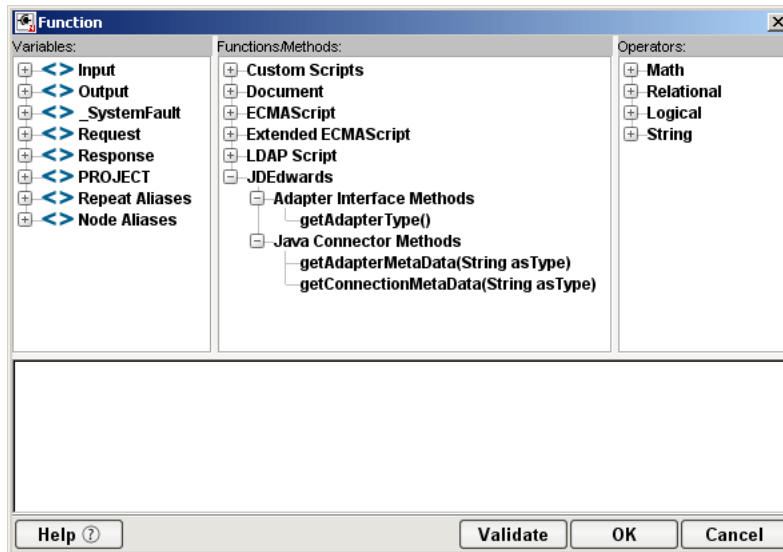 Function
Variables:
Input
Output
_SystemFault
Request
Response
PROJECT
Repeat Aliases
Node Aliases
Functions/Methods:
Custom Scripts
Document
ECMAScript
Extended ECMAScript
LDAP Script
JDEdwards
Adapter Interface Methods
getAdapterType()
Java Connector Methods
getAdapterMetaData(String asType)
getConnectionMetaData(String asType)
Operators:
Math
Relational
Logical
String
Help ?
Validate
OK
Cancel